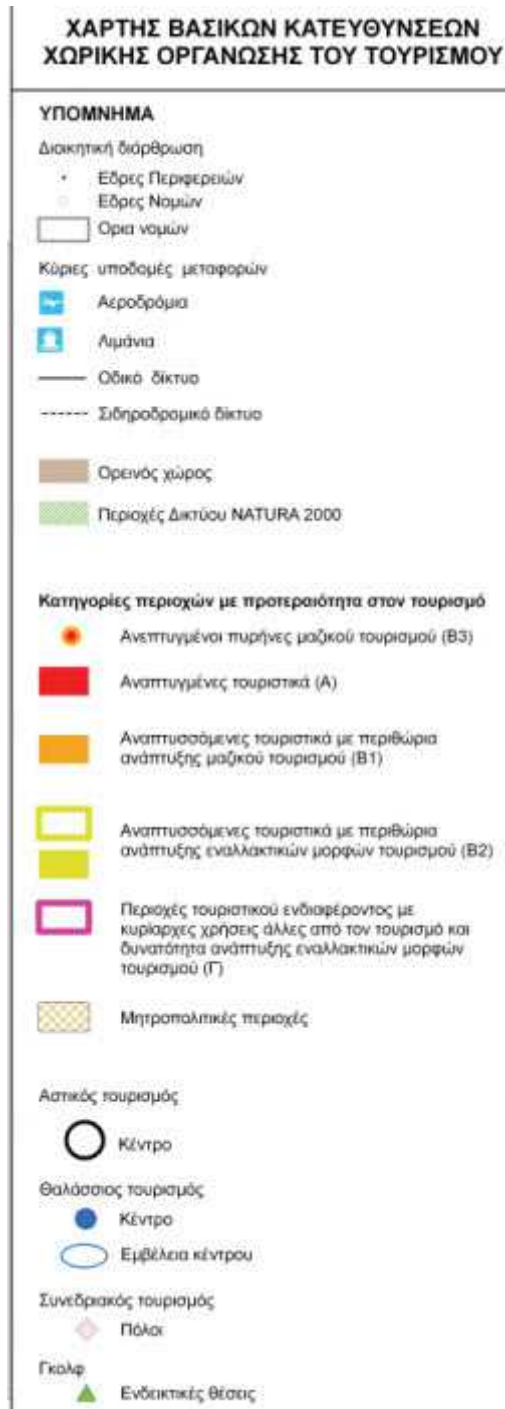 ΧΑΡΤΗΣ ΒΑΣΙΚΩΝ ΚΑΤΕΥΘΥΝΣΕΩΝ
ΧΩΡΙΚΗΣ ΟΡΓΑΝΩΣΗΣ ΤΟΥ ΤΟΥΡΙΣΜΟΥ
ΥΠΟΜΝΗΜΑ
Διοικητική διάρθρωση
Εδρες Περιφερειών
Εδρες Νομών
Ορια νομών
Κύριες υποδομές μεταφορών
Αεροδρόμια
Λιμάνια
Οδικό δίκτυο
Σιδηροδρομικό δίκτυο
Ορεινός χώρος
Περιοχές Δικτύου NATURA 2000
Κατηγορίες περιοχών με προτεραιότητα στον τουρισμό
Ανεπτυγμένοι πυρήνες μαζικού τουρισμού (Β3)
Αναπτυγμένες τουριστικά (Α)
Αναπτυσσόμενες τουριστικά με περιθώρια
ανάπτυξης μαζικού τουρισμού (Β1)
Αναπτυσσόμενες τουριστικά με περιθώρια
ανάπτυξης εναλλακτικών μορφών τουρισμού (Β2)
Περιοχές τουριστικού ενδιαφέροντος με
κυρίαρχες χρήσεις άλλες από τον τουρισμό και
δυνατότητα ανάπτυξης εναλλακτικών μορφών
τουρισμού (Γ)
Μητροπολιτικές περιοχές
Αστικός τουρισμός
Κέντρο
Θαλάσσιος τουρισμός
Κέντρο
Εμβέλεια κέντρου
Συνεδριακός τουρισμός
Πόλοι
Γκολφ
Ενδεικτικές θέσεις